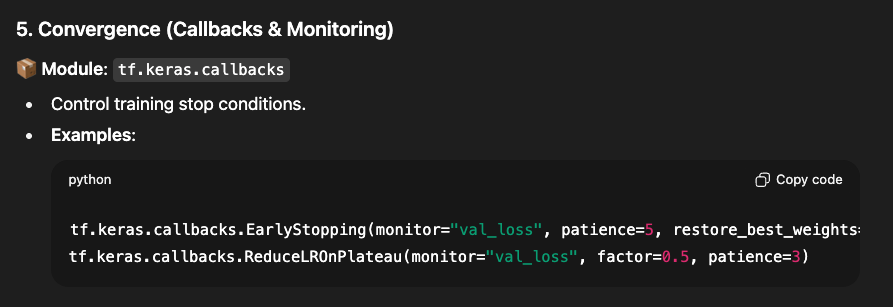 5. Convergence (Callbacks & Monitoring)
📦 Module: tf.keras.callbacks
• Control training stop conditions.
• Examples:
python
Copy code
tf.keras.callbacks.EarlyStopping(monitor="val_loss", patience=5, restore_best_weights=
tf.keras.callbacks.ReduceLROnPlateau(monitor="val_loss", factor=0.5, patience=3)